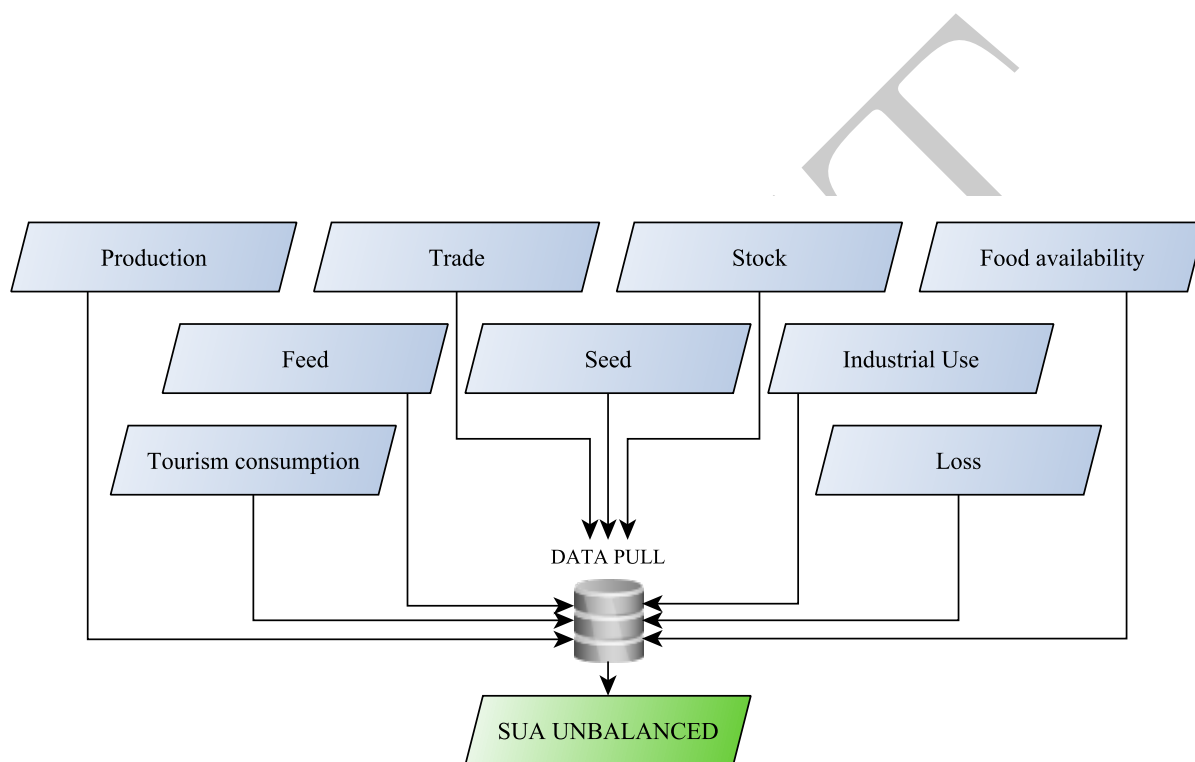 Production
Trade
Stock
Food availability
Feed
Seed
Industrial Use
Tourism consumption
Loss
DATA PULL
SUA UNBALANCED
T